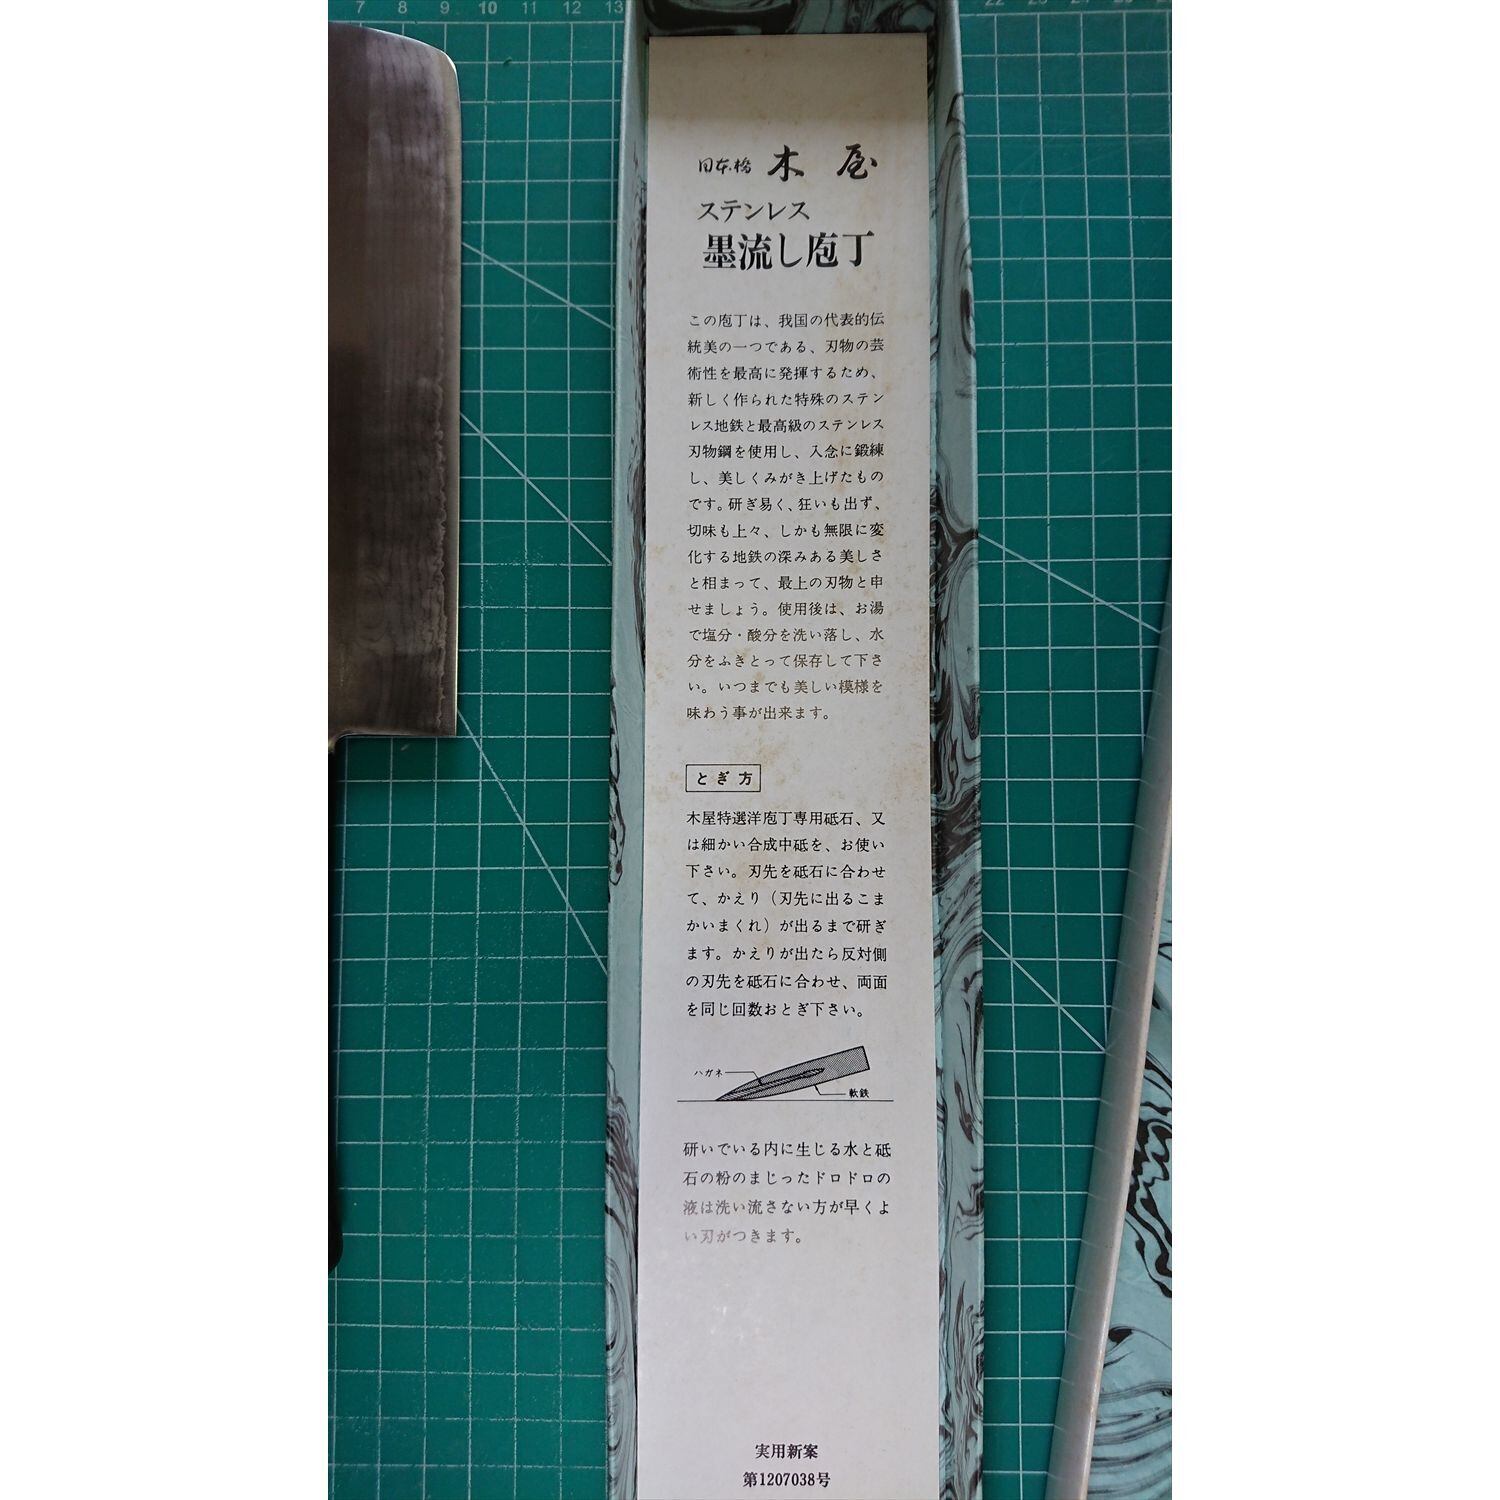 7 8 9 10 11 12 13
日本橋 木屋
ステンレス
墨流し庖丁
この庖丁は、我国の代表的伝
統美の一つである、刃物の芸
術性を最高に発揮するため、
新しく作られた特殊のステン
レス地鉄と最高級のステンレス
刃物鋼を使用し、入念に鍛練
し、美しくみがき上げたもの
です。研ぎ易く、狂いも出ず、
切味も上々、しかも無限に変
化する地鉄の深みある美しさ
と相まって、最上の刃物と申
せましょう。使用後は、お湯
で塩分・酸分を洗い落し、水
分をふきとって保存して下さ
い。いつまでも美しい模様を
味わう事が出来ます。
とぎ方
木屋特選洋庖丁専用砥石、又
は細かい合成中砥を、お使い
下さい。刃先を砥石に合わせ
て、かえり（刃先に出るこま
かいまくれ）が出るまで研ぎ
ます。かえりが出たら反対側
の刃先を砥石に合わせ、両面
を同じ回数おとぎ下さい。
ハガネ
軟鉄
研いでいる内に生じる水と砥
石の粉のまじったドロドロの
液は洗い流さない方が早くよ
い刃がつきます。
実用新案
第1207038号